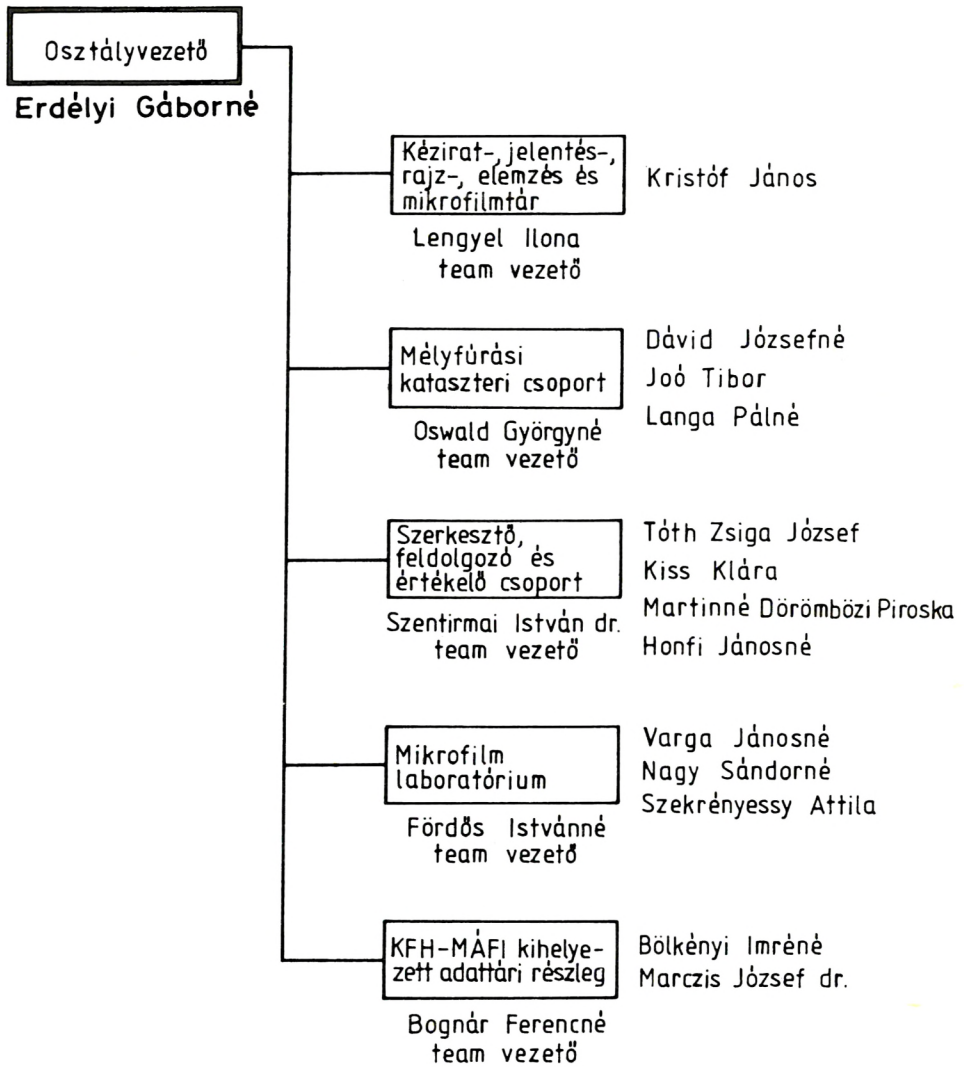 Osztályvezető
Erdélyi Gáborné
Kézirat-, jelentés-,
rajz-, elemzés és
mikrofilmtár
Lengyel Ilona
team vezető
Kristóf János
Mélyfúrási
kataszteri csoport
Oswald Györgyné
team vezető
Dávid Józsefné
Joó Tibor
Langa Pálné
Szerkesztő,
feldolgozó és
értékelő csoport
Szentirmai István dr.
team vezető
Tóth Zsiga József
Kiss Klára
Martinné Dörömbözi Piroska
Honfi Jánosné
Mikrofilm
laboratórium
Fördős Istvánné
team vezető
Varga Jánosné
Nagy Sándorné
Szekrényessy Attila
KFH-MÁFI kihelye-
zett adattári részleg
Bognár Ferencné
team vezető
Bölkényi Imréné
Marczis József dr.